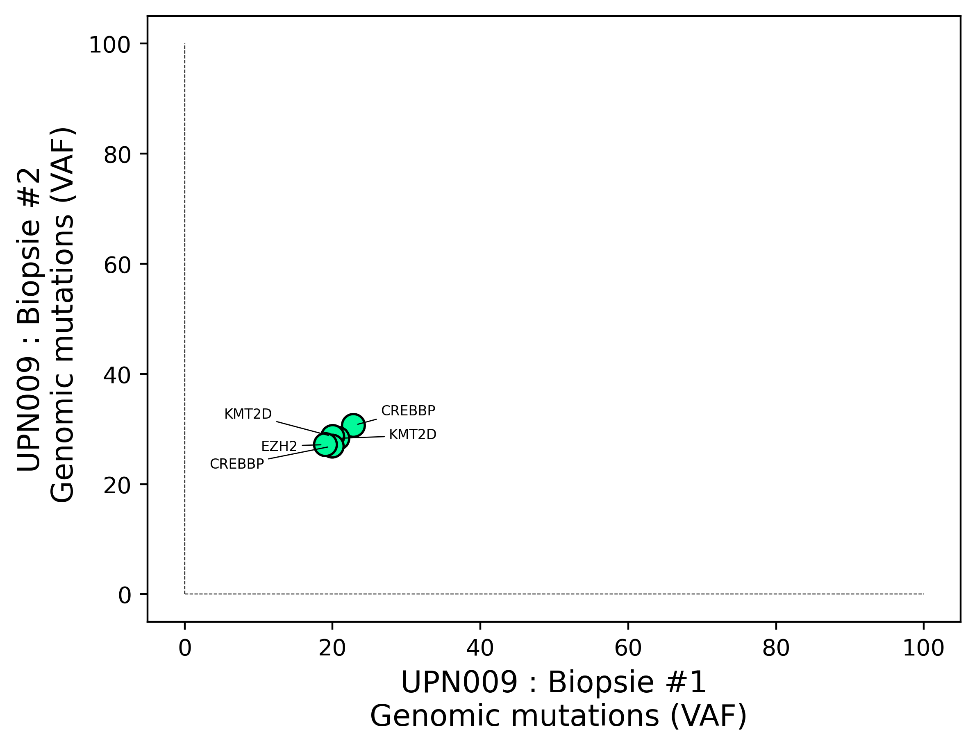 UPN009 : Biopsie #2
Genomic mutations (VAF)
100
80
60
40
20
0
KMT2D
CREBBP
KMT2D
EZH2
CREBBP
0 20 40 60 80 100
UPN009 : Biopsie #1
Genomic mutations (VAF)